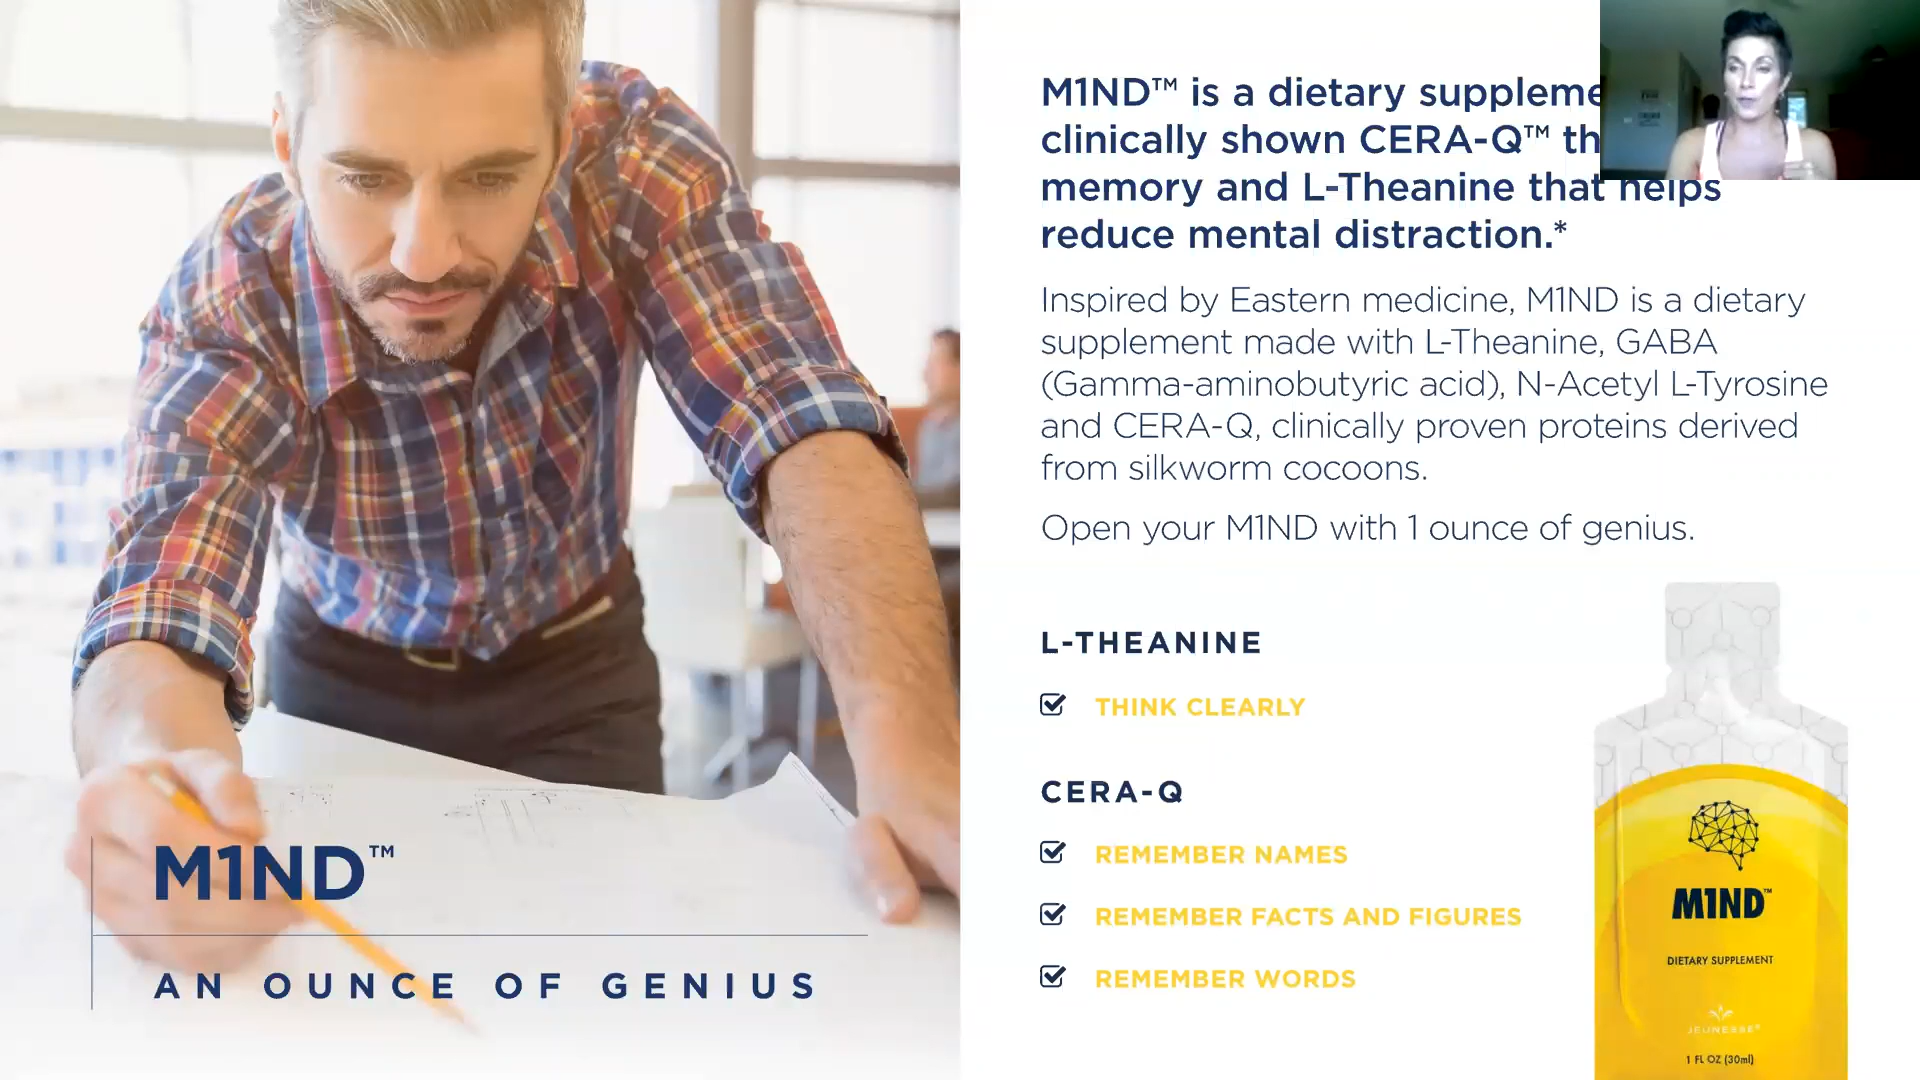 M1ND™
AN OUNCE OF GENIUS
M1ND™ is a dietary suppleme
clinically shown CERA-Q™ th
memory and L-Theanine that helps
reduce mental distraction.*
Inspired by Eastern medicine, M1ND is a dietary
supplement made with L-Theanine, GABA
(Gamma-aminobutyric acid), N-Acetyl L-Tyrosine
and CERA-Q, clinically proven proteins derived
from silkworm cocoons.
Open your M1ND with 1 ounce of genius.
L-THEANINE
THINK CLEARLY
CERA-Q
REMEMBER NAMES
REMEMBER FACTS AND FIGURES
REMEMBER WORDS
M1ND™
DIETARY SUPPLEMENT
JEUNESSE®
1 FL OZ (30ml)